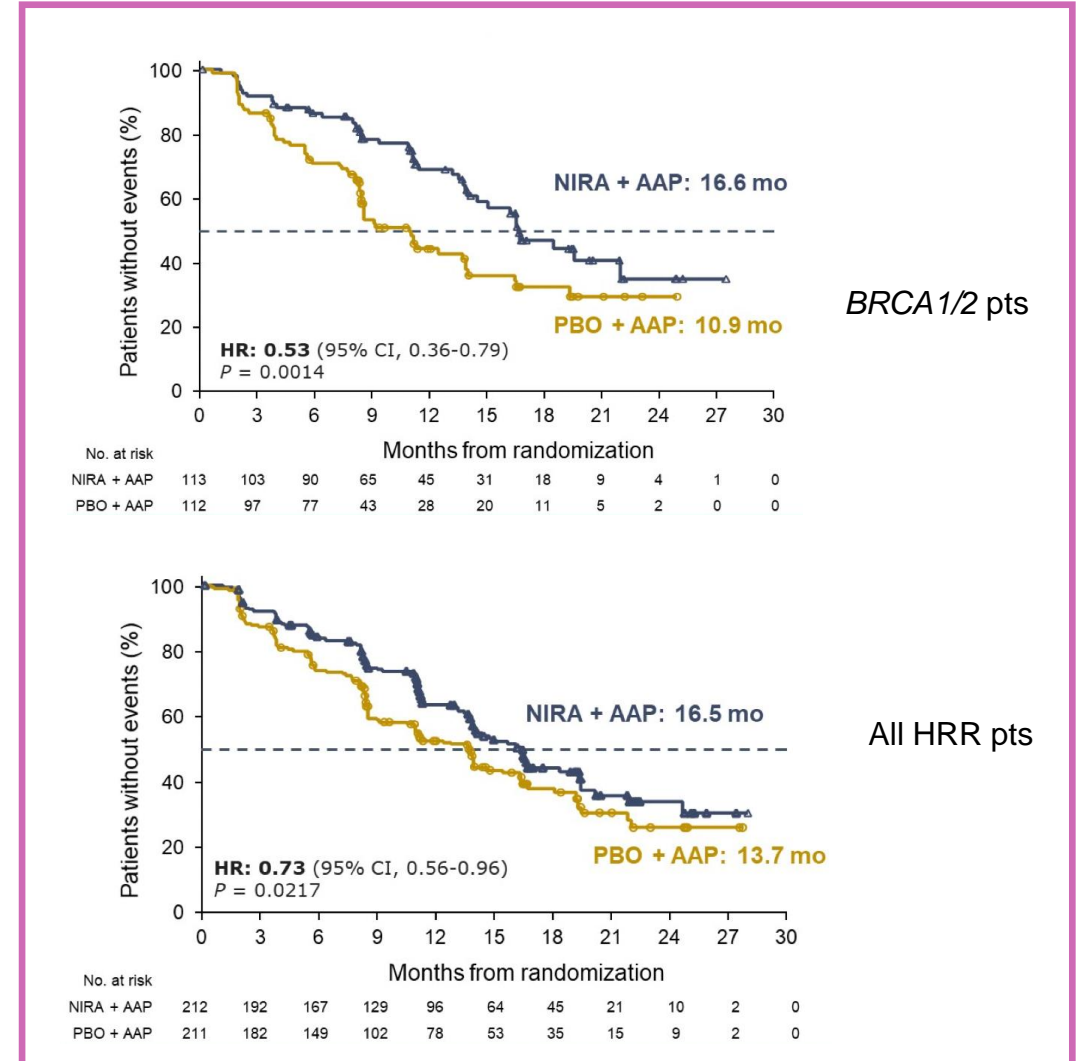 100
80
60
40
20
0
Patients without events (%)
NIRA + AAP: 16.6 mo
PBO + AAP: 10.9 mo
HR: 0.53 (95% CI, 0.36-0.79)
P = 0.0014
0 3 6 9 12 15 18 21 24 27 30
Months from randomization
No. at risk
NIRA + AAP 113 103 90 65 45 31 18 9 4 1 0
PBO + AAP 112 97 77 43 28 20 11 5 2 0 0
BRCA1/2 pts
100
80
60
40
20
0
Patients without events (%)
NIRA + AAP: 16.5 mo
PBO + AAP: 13.7 mo
HR: 0.73 (95% CI, 0.56-0.96)
P = 0.0217
0 3 6 9 12 15 18 21 24 27 30
Months from randomization
No. at risk
NIRA + AAP 212 192 167 129 96 64 45 21 10 2 0
PBO + AAP 211 182 149 102 78 53 35 15 9 2 0
All HRR pts